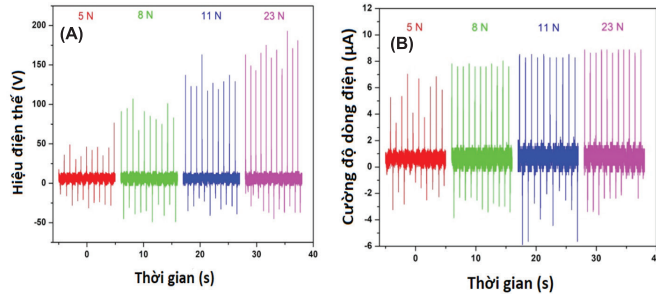 (A)
5 N 8 N 11 N 23 N
Hiệu điện thế (V)
200
150
100
50
0
-50
0 10 20 30 40
Thời gian (s)
(B)
5 N 8 N 11 N 23 N
Cường độ dòng điện (µA)
12
10
8
6
4
2
0
-2
-4
-6
0 10 20 30 40
Thời gian (s)